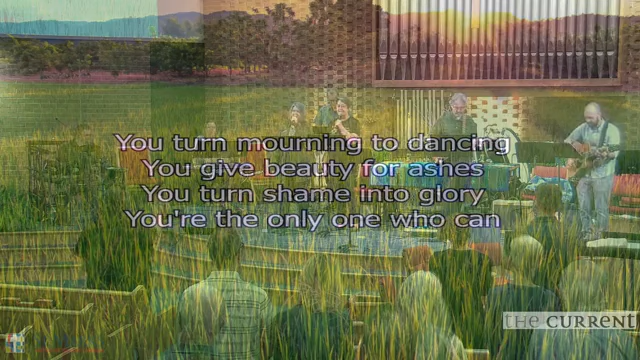 You turn mourning to dancing
You give beauty for ashes
You turn shame into glory
You're the only one who can
the current